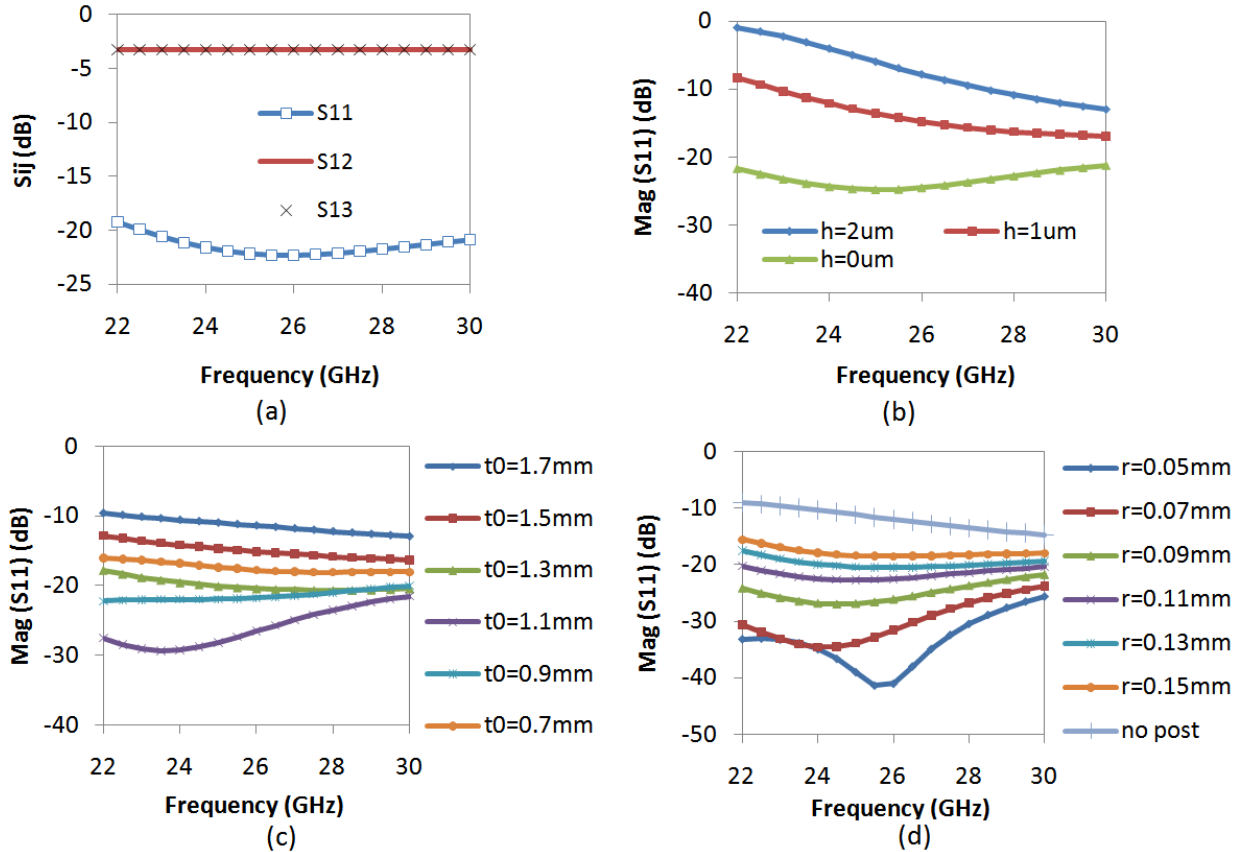 0
-5
-10
-15
-20
-25
Sij (dB)
S11
S12
S13
22 24 26 28 30
Frequency (GHz)
(a)
0
-10
-20
-30
-40
Mag (S11) (dB)
h=2um h=1um
h=0um
22 24 26 28 30
Frequency (GHz)
(b)
0
-10
-20
-30
-40
Mag (S11) (dB)
t0=1.7mm
t0=1.5mm
t0=1.3mm
t0=1.1mm
t0=0.9mm
t0=0.7mm
22 24 26 28 30
Frequency (GHz)
(c)
0
-10
-20
-30
-40
-50
Mag (S11) (dB)
r=0.05mm
r=0.07mm
r=0.09mm
r=0.11mm
r=0.13mm
r=0.15mm
no post
22 24 26 28 30
Frequency (GHz)
(d)